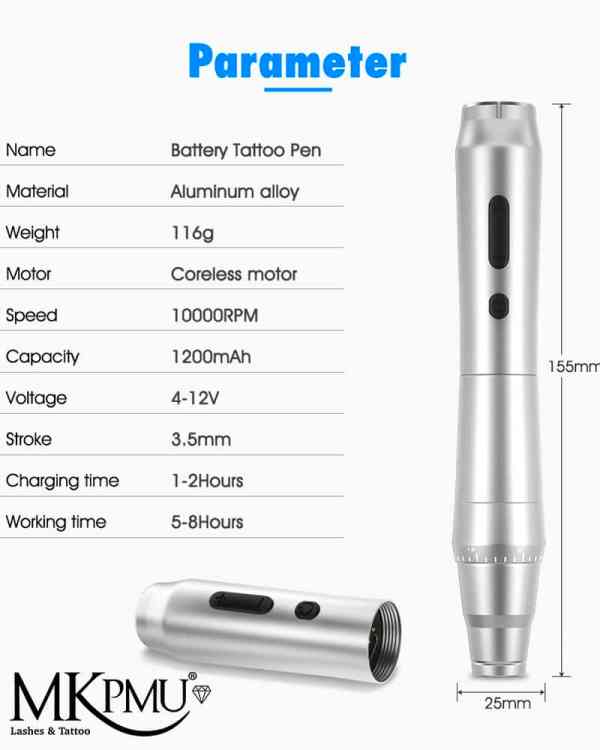 Parameter
Name Battery Tattoo Pen
Material Aluminum alloy
Weight 116g
Motor Coreless motor
Speed 10000RPM
Capacity 1200mAh
Voltage 4-12V
Stroke 3.5mm
Charging time 1-2Hours
Working time 5-8Hours
155mm
25mm
MKPMU®
Lashes & Tattoo